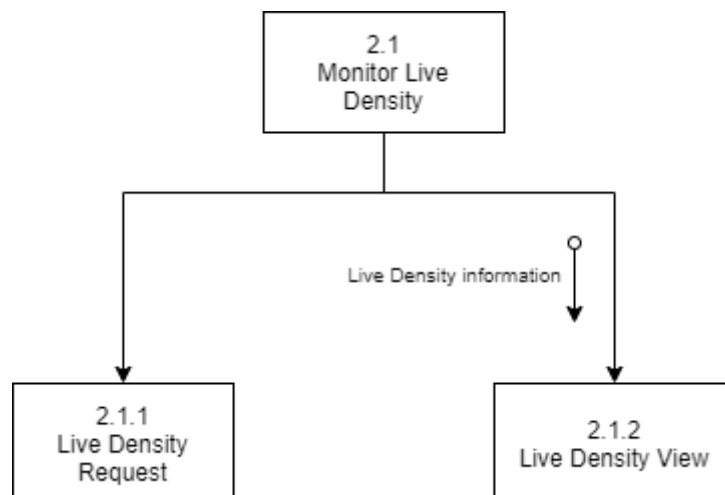 2.1
Monitor Live
Density
Live Density information
2.1.1
Live Density
Request
2.1.2
Live Density View